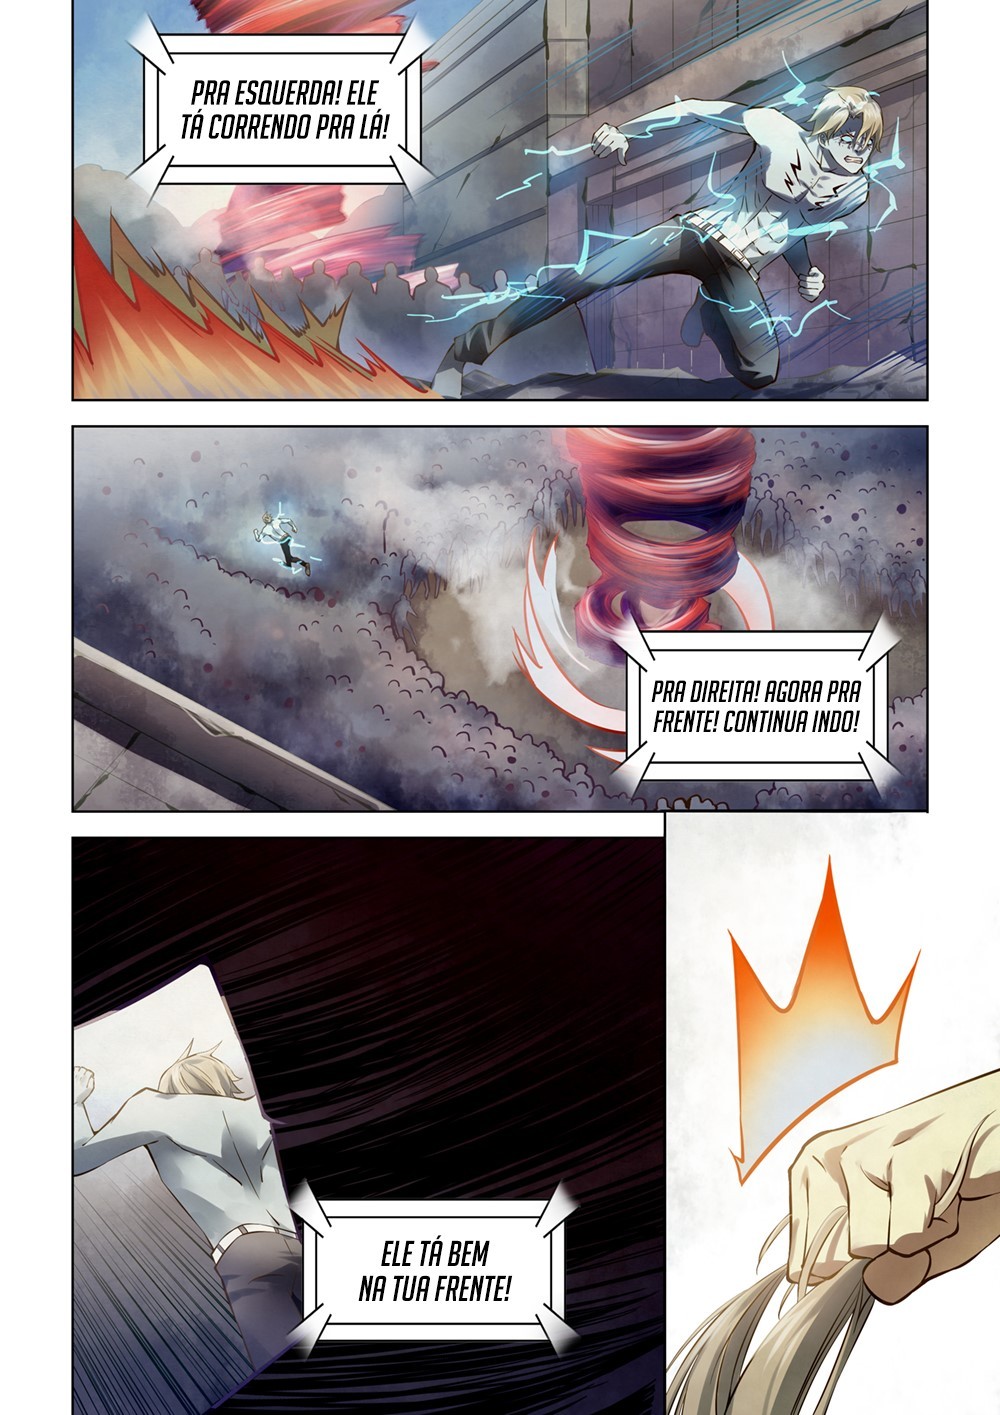 PRA ESQUERDA! ELE
TÁ CORRENDO PRA LÁ!
PRA DIREITA! AGORA PRA
FRENTE! CONTINUA INDO!
ELE TÁ BEM
NA TUA FRENTE!